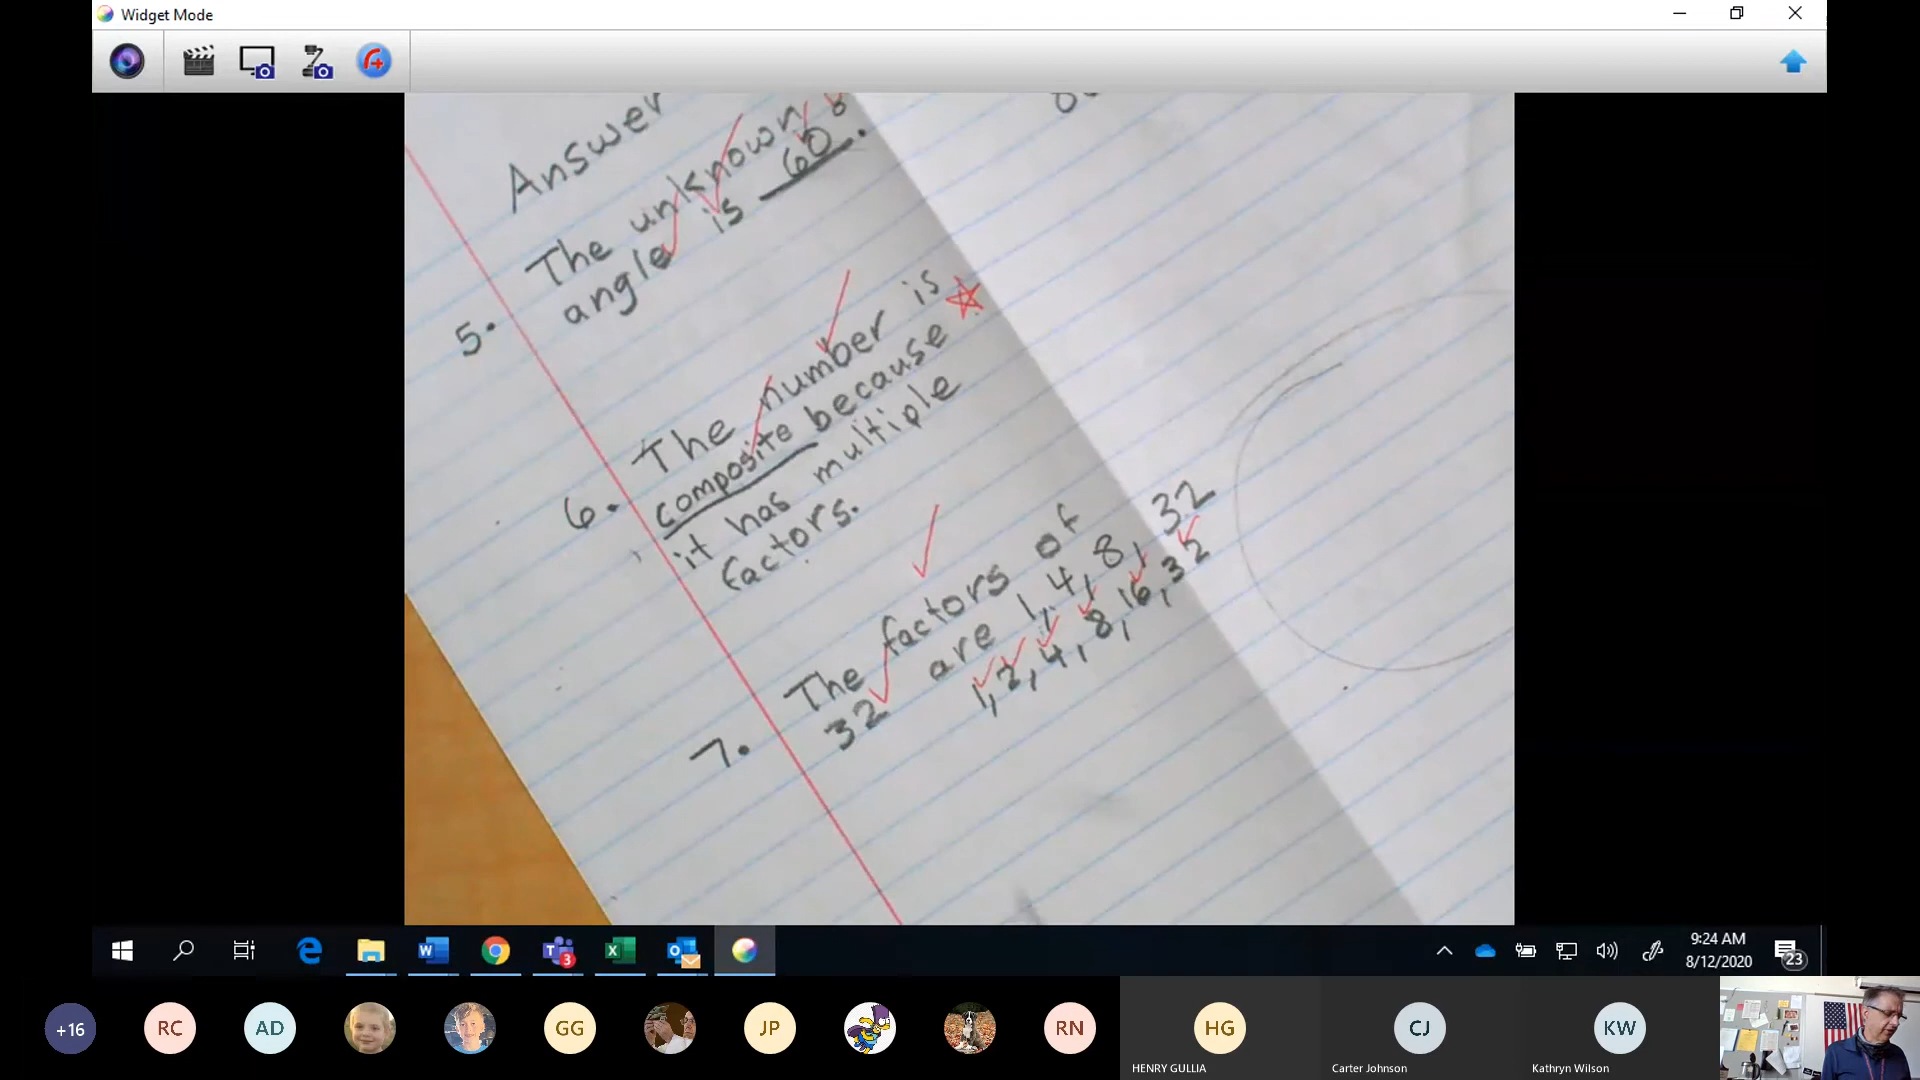 Widget Mode
Answer
8
The unknown
angle is 60.
5.
The number is
composite because
6.
it has multiple
factors.
The factors of
32 are 1, 4, 8, 32
1, 2, 4, 8, 16, 32
7.
3
9:24 AM
8/12/2020
23
+16
RC
AD
GG
JP
RN
HG
HENRY GULLIA
CJ
Carter Johnson
KW
Kathryn Wilson